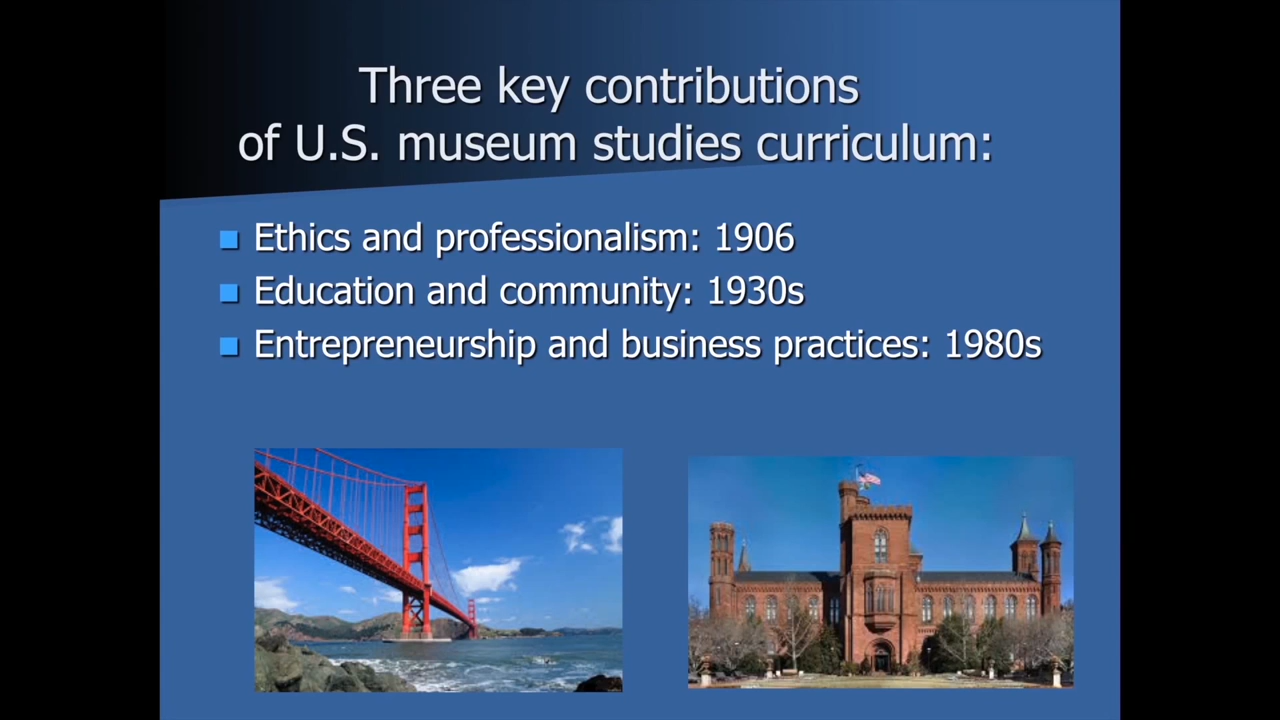 Three key contributions
of U.S. museum studies curriculum:
Ethics and professionalism: 1906
Education and community: 1930s
Entrepreneurship and business practices: 1980s